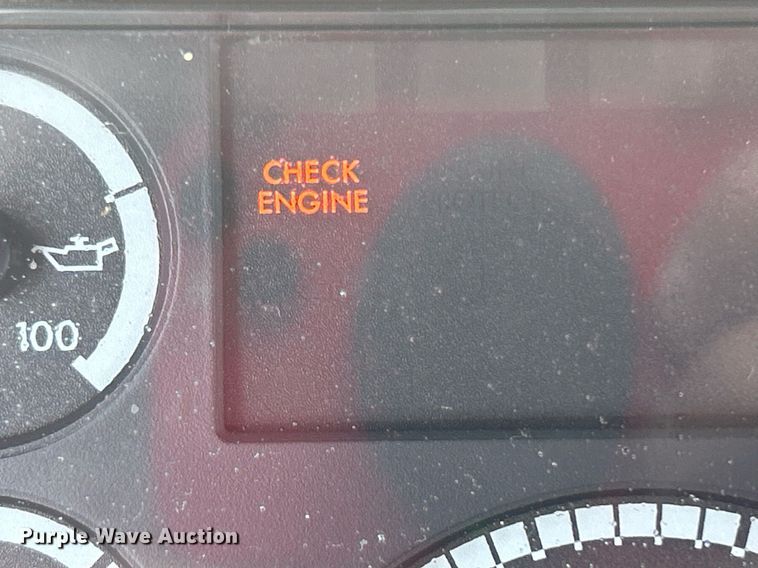 CHECK
ENGINE
100
Purple Wave Auction